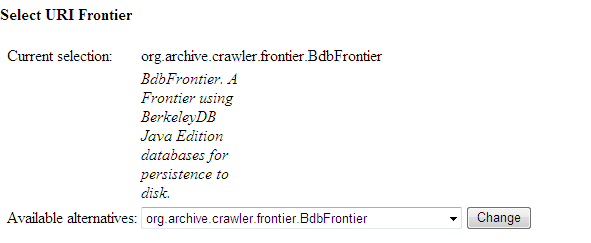 Select URI Frontier
Current selection: org.archive.crawler.frontier.BdbFrontier
BdbFrontier. A
Frontier using
BerkeleyDB
Java Edition
databases for
persistence to
disk.
Available alternatives: org.archive.crawler.frontier.BdbFrontier Change